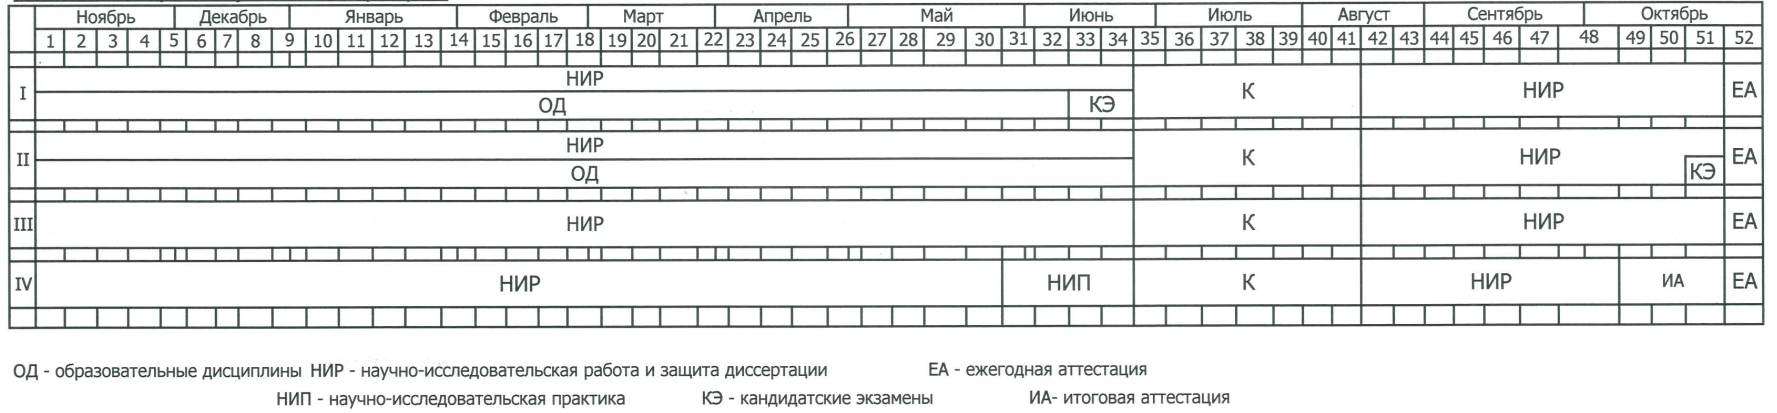 Ноябрь Декабрь Январь Февраль Март Апрель Май Июнь Июль Август Сентябрь Октябрь
1 2 3 4 5 6 7 8 9 10 11 12 13 14 15 16 17 18 19 20 21 22 23 24 25 26 27 28 29 30 31 32 33 34 35 36 37 38 39 40 41 42 43 44 45 46 47 48 49 50 51 52
I НИР К НИР ЕА
ОД КЭ
II НИР К НИР ЕА
ОД КЭ
III НИР К НИР ЕА
IV НИР НИП К НИР ИА ЕА
ОД - образовательные дисциплины НИР - научно-исследовательская работа и защита диссертации ЕА - ежегодная аттестация
НИП - научно-исследовательская практика КЭ - кандидатские экзамены ИА- итоговая аттестация